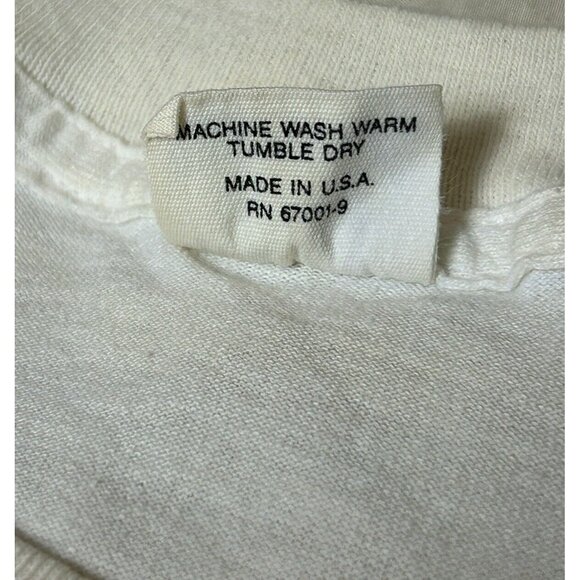 MACHINE WASH WARM
TUMBLE DRY
MADE IN U.S.A.
RN 67001-9